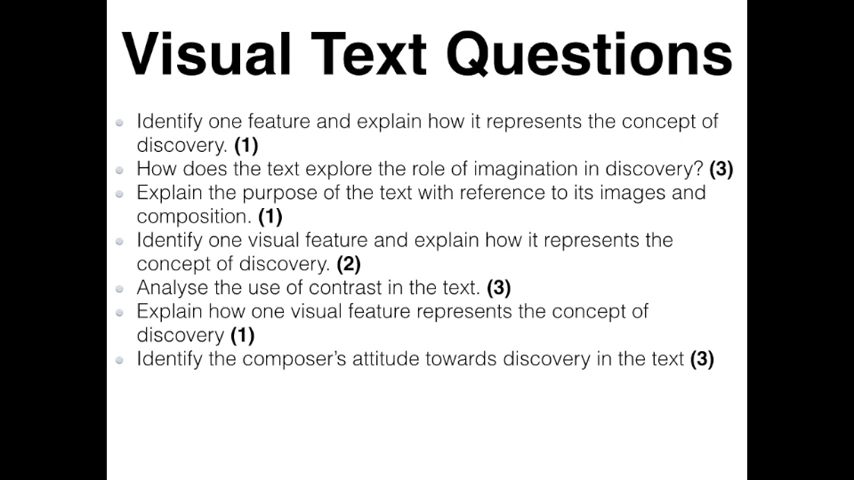 Visual Text Questions
Identify one feature and explain how it represents the concept of
discovery. (1)
How does the text explore the role of imagination in discovery? (3)
Explain the purpose of the text with reference to its images and
composition. (1)
Identify one visual feature and explain how it represents the
concept of discovery. (2)
Analyse the use of contrast in the text. (3)
Explain how one visual feature represents the concept of
discovery (1)
Identify the composer's attitude towards discovery in the text (3)